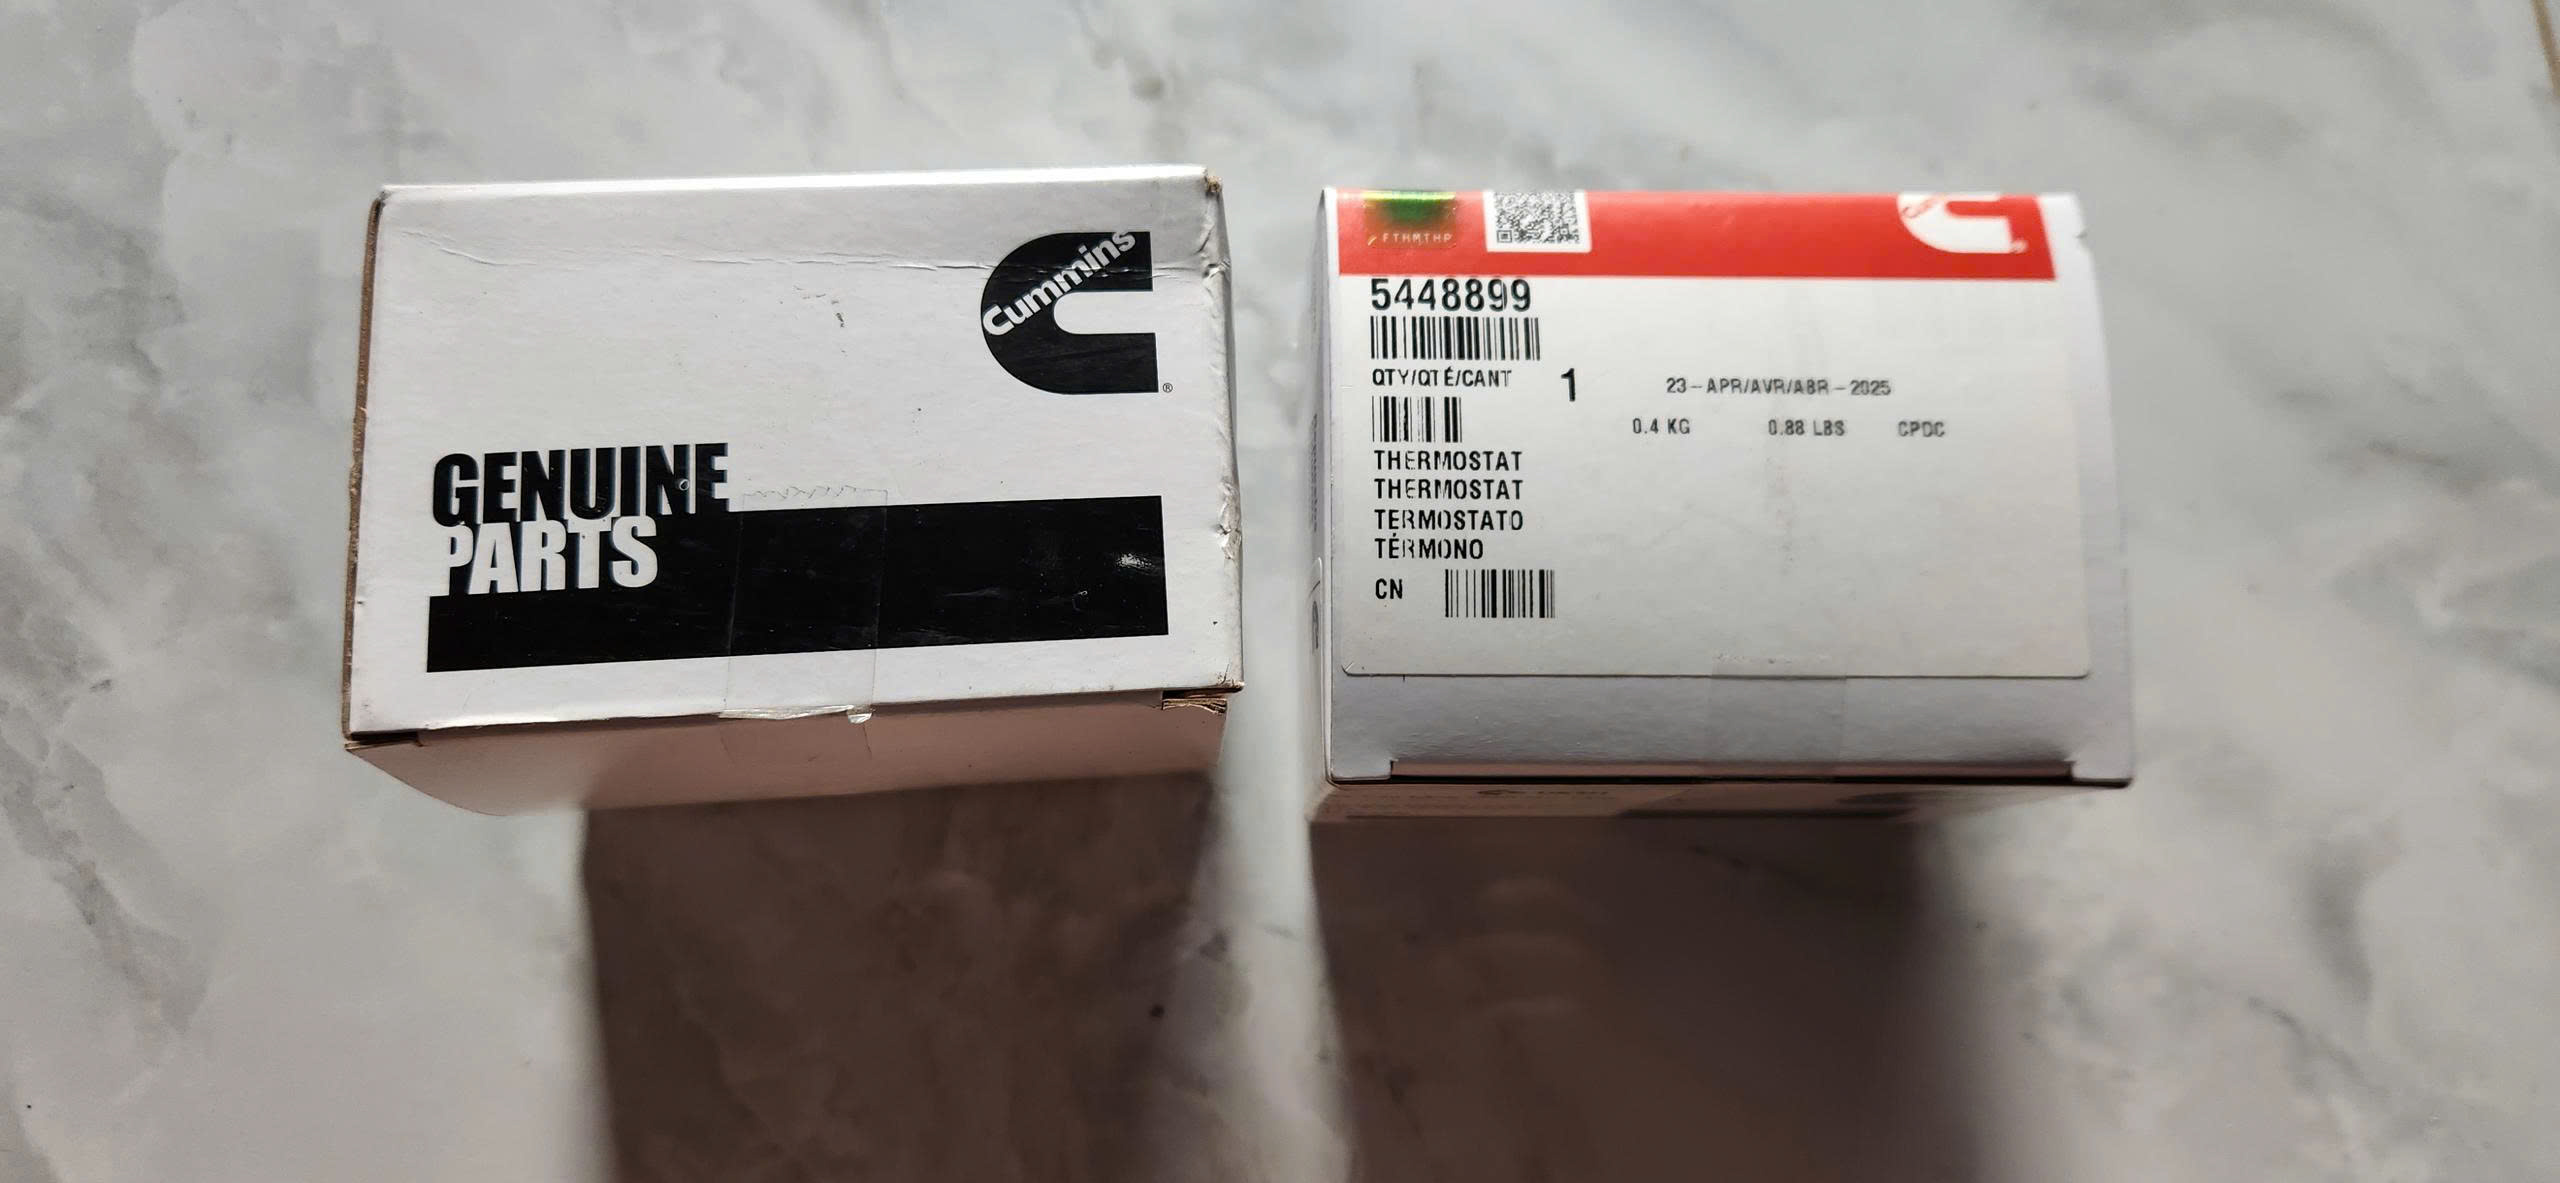 Cummins
®
GENUINE
PARTS
FTHMTHP
5448899
QTY/QTÉ/CANT 1 23-APR/AVR/ABR-2025
0.4 KG 0.88 LBS CPDC
THERMOSTAT
THERMOSTAT
TERMOSTATO
TÉRMONO
CN